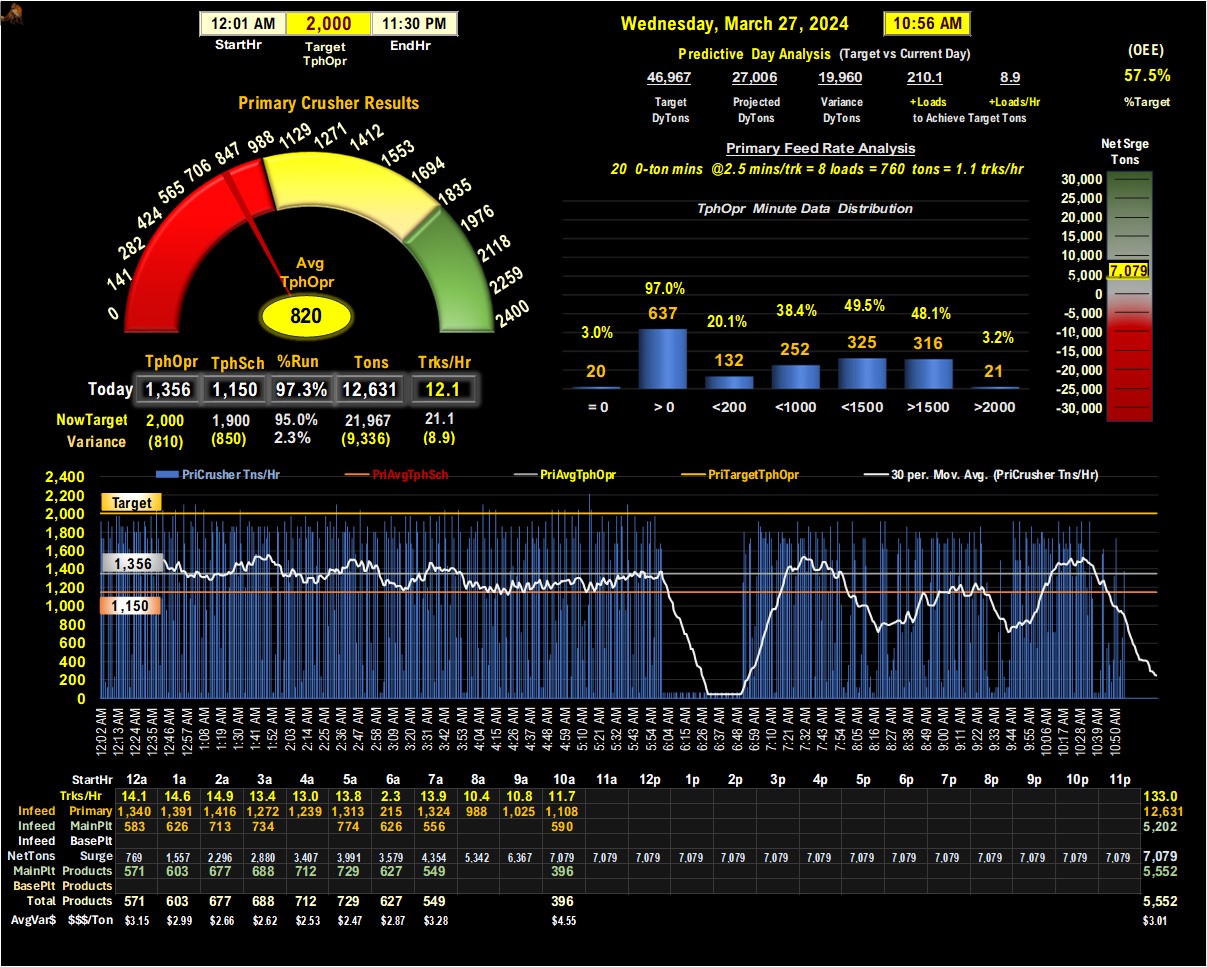 12:01 AM 2,000 11:30 PM
StartHr Target TphOpr EndHr
Wednesday, March 27, 2024 10:56 AM
Predictive Day Analysis (Target vs Current Day)
46,967 27,006 19,960 210.1 8.9
Target DyTons Projected DyTons Variance DyTons +Loads +Loads/Hr
to Achieve Target Tons
(OEE)
57.5%
%Target
Primary Crusher Results
0 141 282 424 565 706 847 988 1129 1271 1412 1553 1694 1835 1976 2118 2259 2400
Avg
TphOpr
820
TphOpr TphSch %Run Tons Trks/Hr
Today 1,356 1,150 97.3% 12,631 12.1
NowTarget 2,000 1,900 95.0% 21,967 21.1
Variance (810) (850) 2.3% (9,336) (8.9)
Primary Feed Rate Analysis
20 0-ton mins @2.5 mins/trk = 8 loads = 760 tons = 1.1 trks/hr
TphOpr Minute Data Distribution
3.0% 97.0% 20.1% 38.4% 49.5% 48.1% 3.2%
20 637 132 252 325 316 21
= 0 > 0 <200 <1000 <1500 >1500 >2000
Net Srge
Tons
30,000
25,000
20,000
15,000
10,000
7,079
5,000
0
-5,000
-10,000
-15,000
-20,000
-25,000
-30,000
PriCrusher Tns/Hr PriAvgTphSch PriAvgTphOpr PriTargetTphOpr 30 per. Mov. Avg. (PriCrusher Tns/Hr)
2,400
2,200
2,000
1,800
1,600
1,400
1,200
1,000
800
600
400
200
0
Target
1,356
1,150
12:02 AM 12:13 AM 12:24 AM 12:35 AM 12:46 AM 12:57 AM 1:08 AM 1:19 AM 1:30 AM 1:41 AM 1:52 AM 2:03 AM 2:14 AM 2:25 AM 2:36 AM 2:47 AM 2:58 AM 3:09 AM 3:20 AM 3:31 AM 3:42 AM 3:53 AM 4:04 AM 4:15 AM 4:26 AM 4:37 AM 4:48 AM 4:59 AM 5:10 AM 5:21 AM 5:32 AM 5:43 AM 5:54 AM 6:04 AM 6:15 AM 6:26 AM 6:37 AM 6:48 AM 6:59 AM 7:10 AM 7:21 AM 7:32 AM 7:43 AM 7:54 AM 8:05 AM 8:16 AM 8:27 AM 8:38 AM 8:49 AM 9:00 AM 9:11 AM 9:22 AM 9:33 AM 9:44 AM 9:55 AM 10:06 AM 10:17 AM 10:28 AM 10:39 AM 10:50 AM
StartHr 12a 1a 2a 3a 4a 5a 6a 7a 8a 9a 10a 11a 12p 1p 2p 3p 4p 5p 6p 7p 8p 9p 10p 11p
Trks/Hr 14.1 14.6 14.9 13.4 13.0 13.8 2.3 13.9 10.4 10.8 11.7 133.0
Infeed Primary 1,340 1,391 1,416 1,272 1,239 1,313 215 1,324 988 1,025 1,108 12,631
Infeed MainPlt 583 626 713 734 774 626 556 590 5,202
Infeed BasePlt
NetTons Surge 769 1,557 2,296 2,880 3,407 3,991 3,579 4,354 5,342 6,367 7,079 7,079 7,079 7,079 7,079 7,079 7,079 7,079 7,079 7,079 7,079 7,079 7,079 7,079 7,079
MainPlt Products 571 603 677 688 712 729 627 549 396 5,552
BasePlt Products
Total Products 571 603 677 688 712 729 627 549 396 5,552
AvgVar$ $$$/Ton $3.15 $2.99 $2.66 $2.62 $2.53 $2.47 $2.87 $3.28 $4.55 $3.01